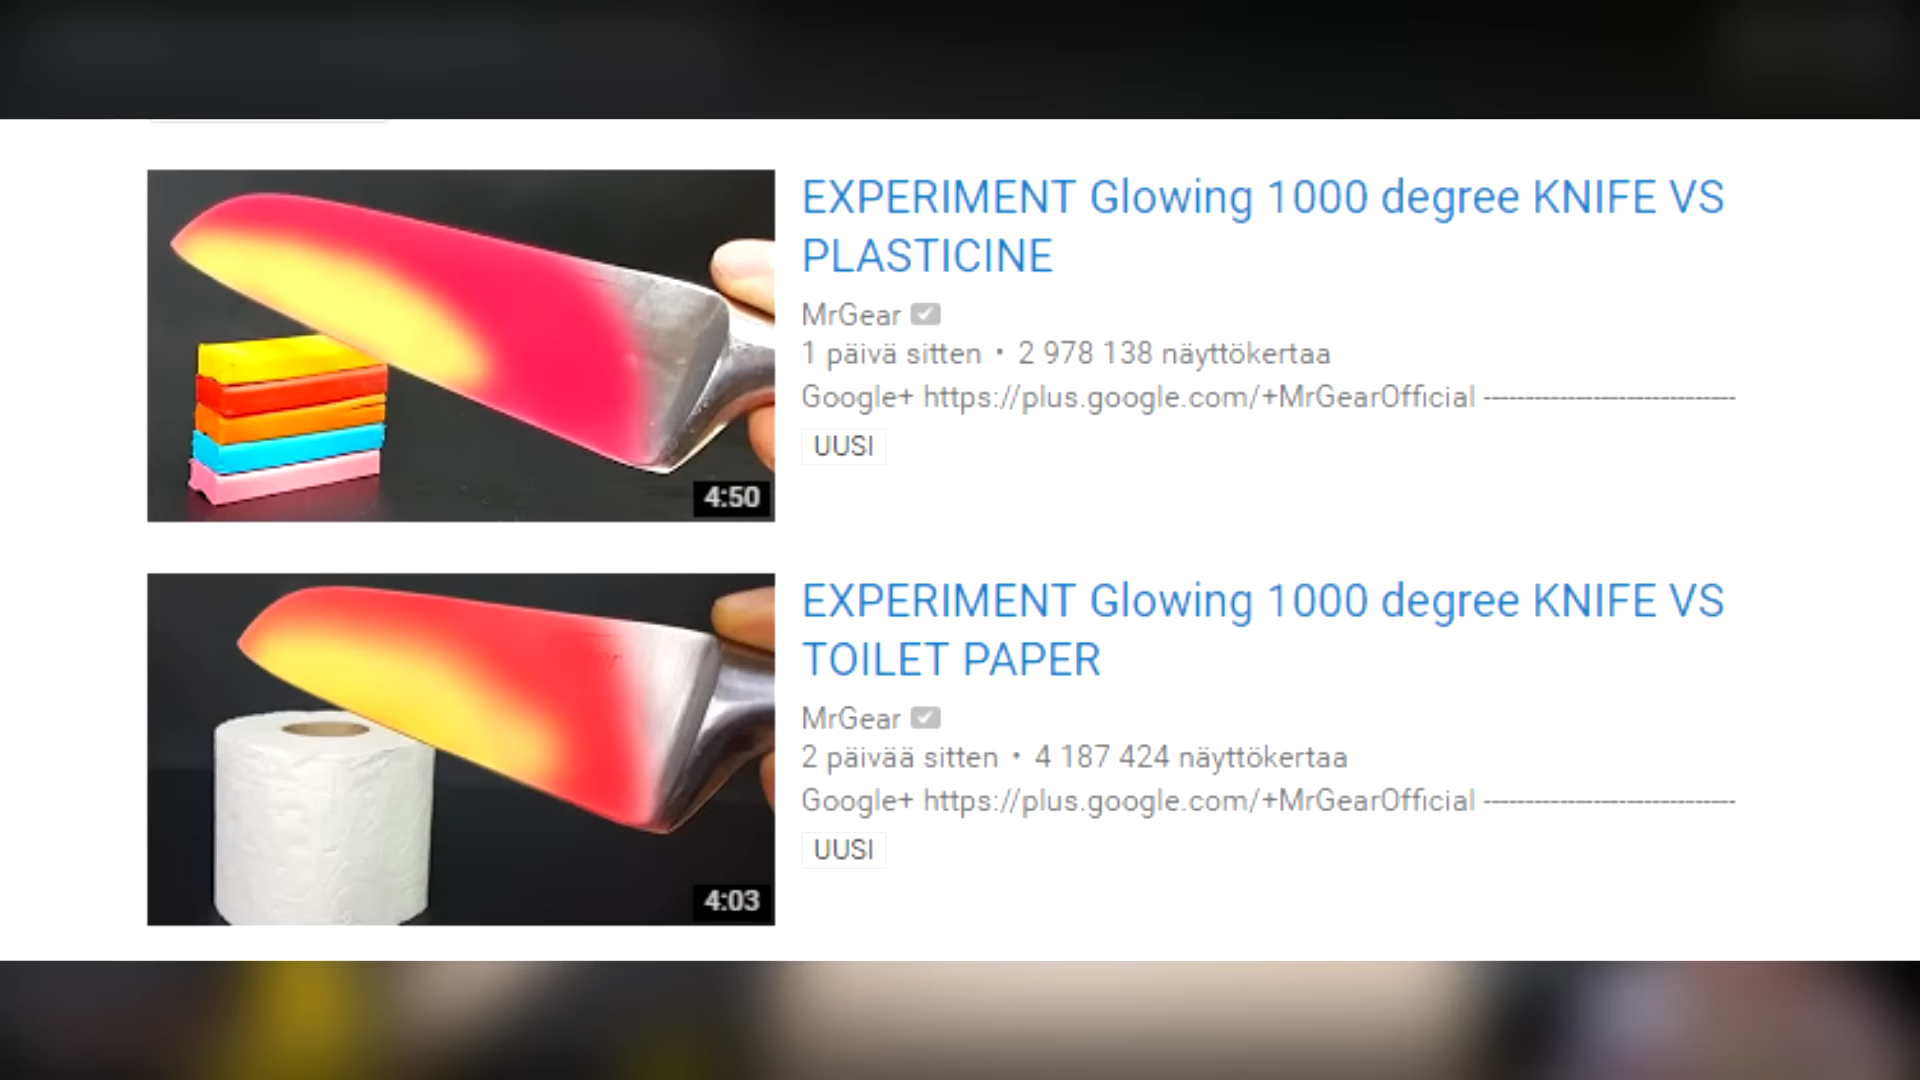 EXPERIMENT Glowing 1000 degree KNIFE VS
PLASTICINE
MrGear
1 päivä sitten • 2 978 138 näyttökertaa
Google+ https://plus.google.com/+MrGearOfficial -----------------------------
UUSI
4:50
EXPERIMENT Glowing 1000 degree KNIFE VS
TOILET PAPER
MrGear
2 päivää sitten • 4 187 424 näyttökertaa
Google+ https://plus.google.com/+MrGearOfficial -----------------------------
UUSI
4:03